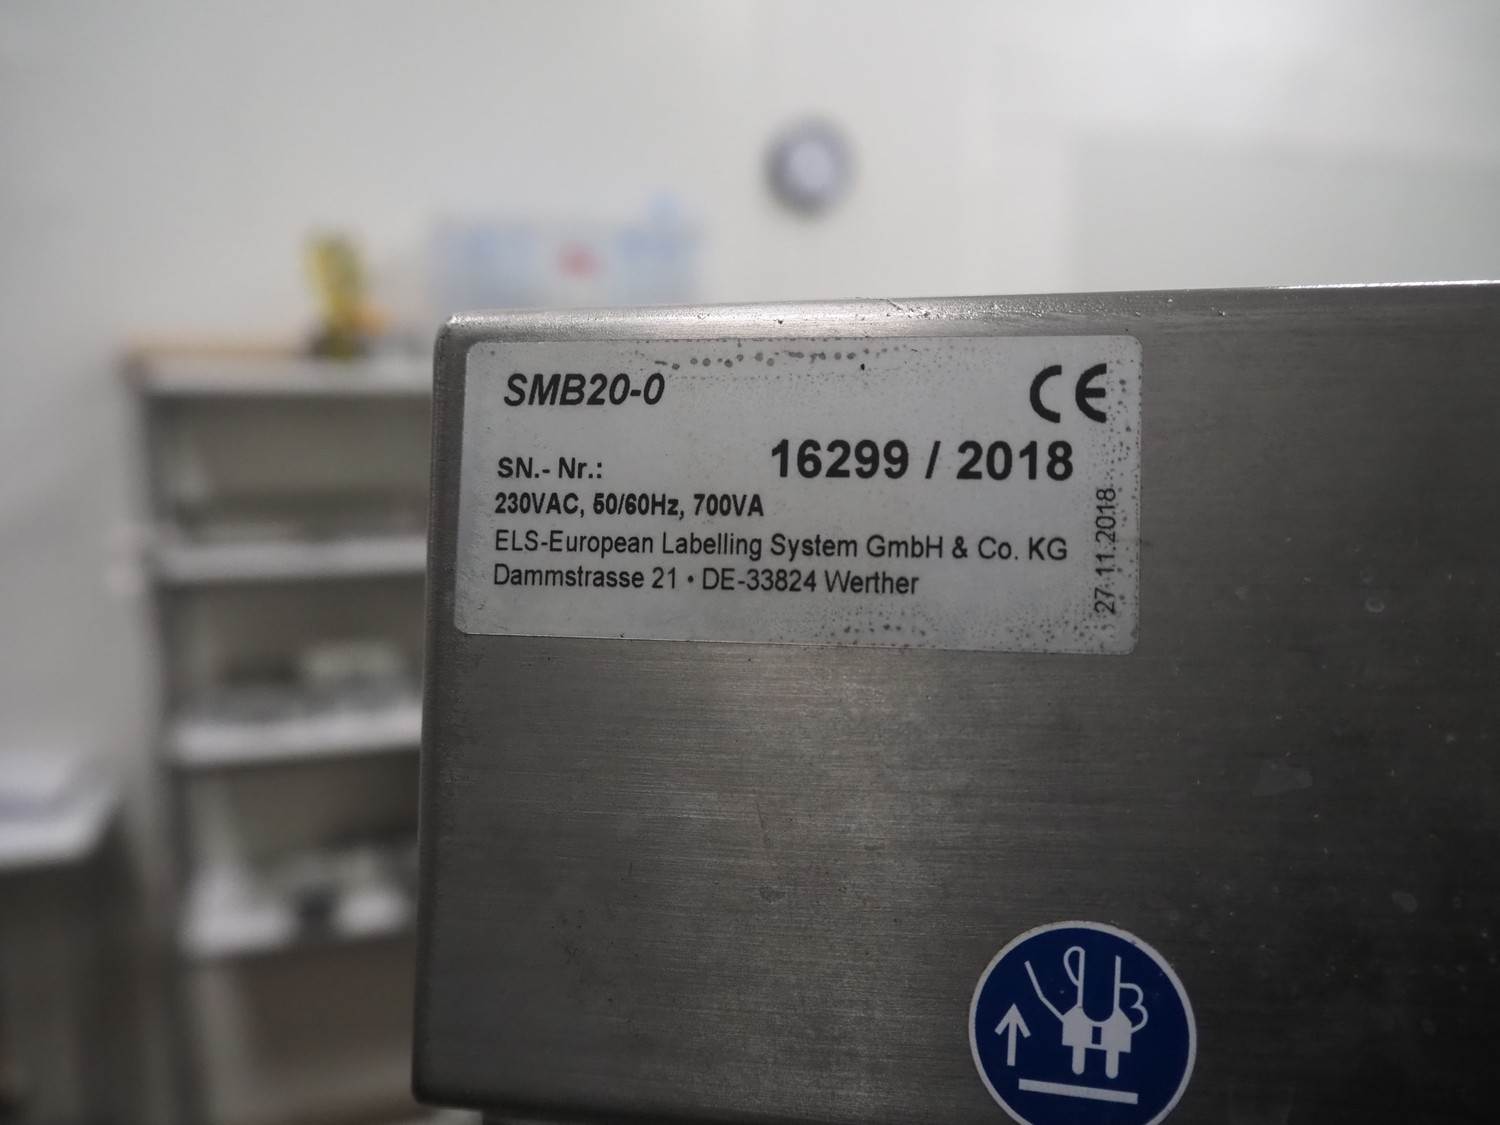 SMB20-0
CE
SN.- Nr.: 16299 / 2018
230VAC, 50/60Hz, 700VA
ELS-European Labelling System GmbH & Co. KG
Dammstrasse 21 • DE-33824 Werther
27.11.2018